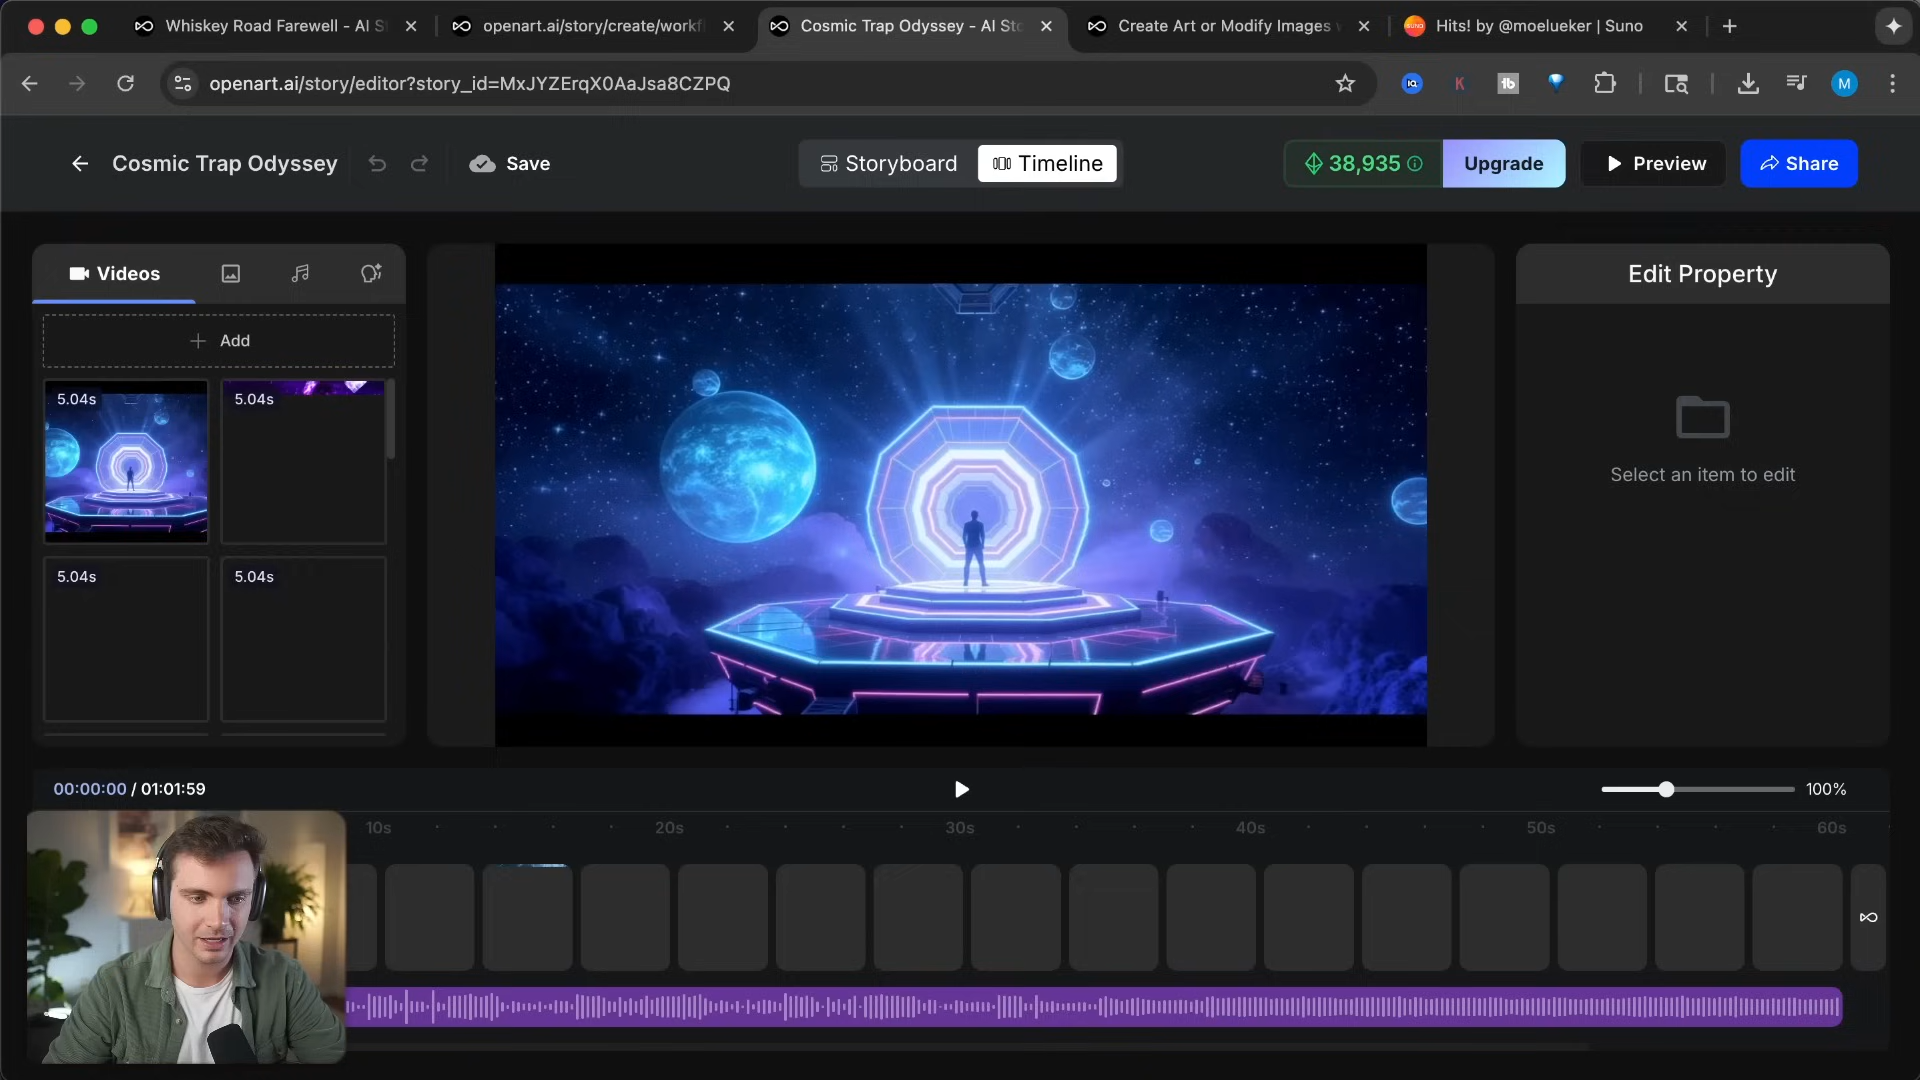 Whiskey Road Farewell - AI S
openart.ai/story/create/workf
Cosmic Trap Odyssey - AI Sto
Create Art or Modify Images w
Hits! by @moelueker | Suno
openart.ai/story/editor?story_id=MxJYZErqX0AaJsa8CZPQ
IQ
K
tb
M
Cosmic Trap Odyssey
Save
Storyboard
Timeline
38,935
Upgrade
Preview
Share
Videos
Edit Property
Add
5.04s
5.04s
Select an item to edit
5.04s
5.04s
00:00:00 / 01:01:59
100%
10s
20s
30s
40s
50s
60s